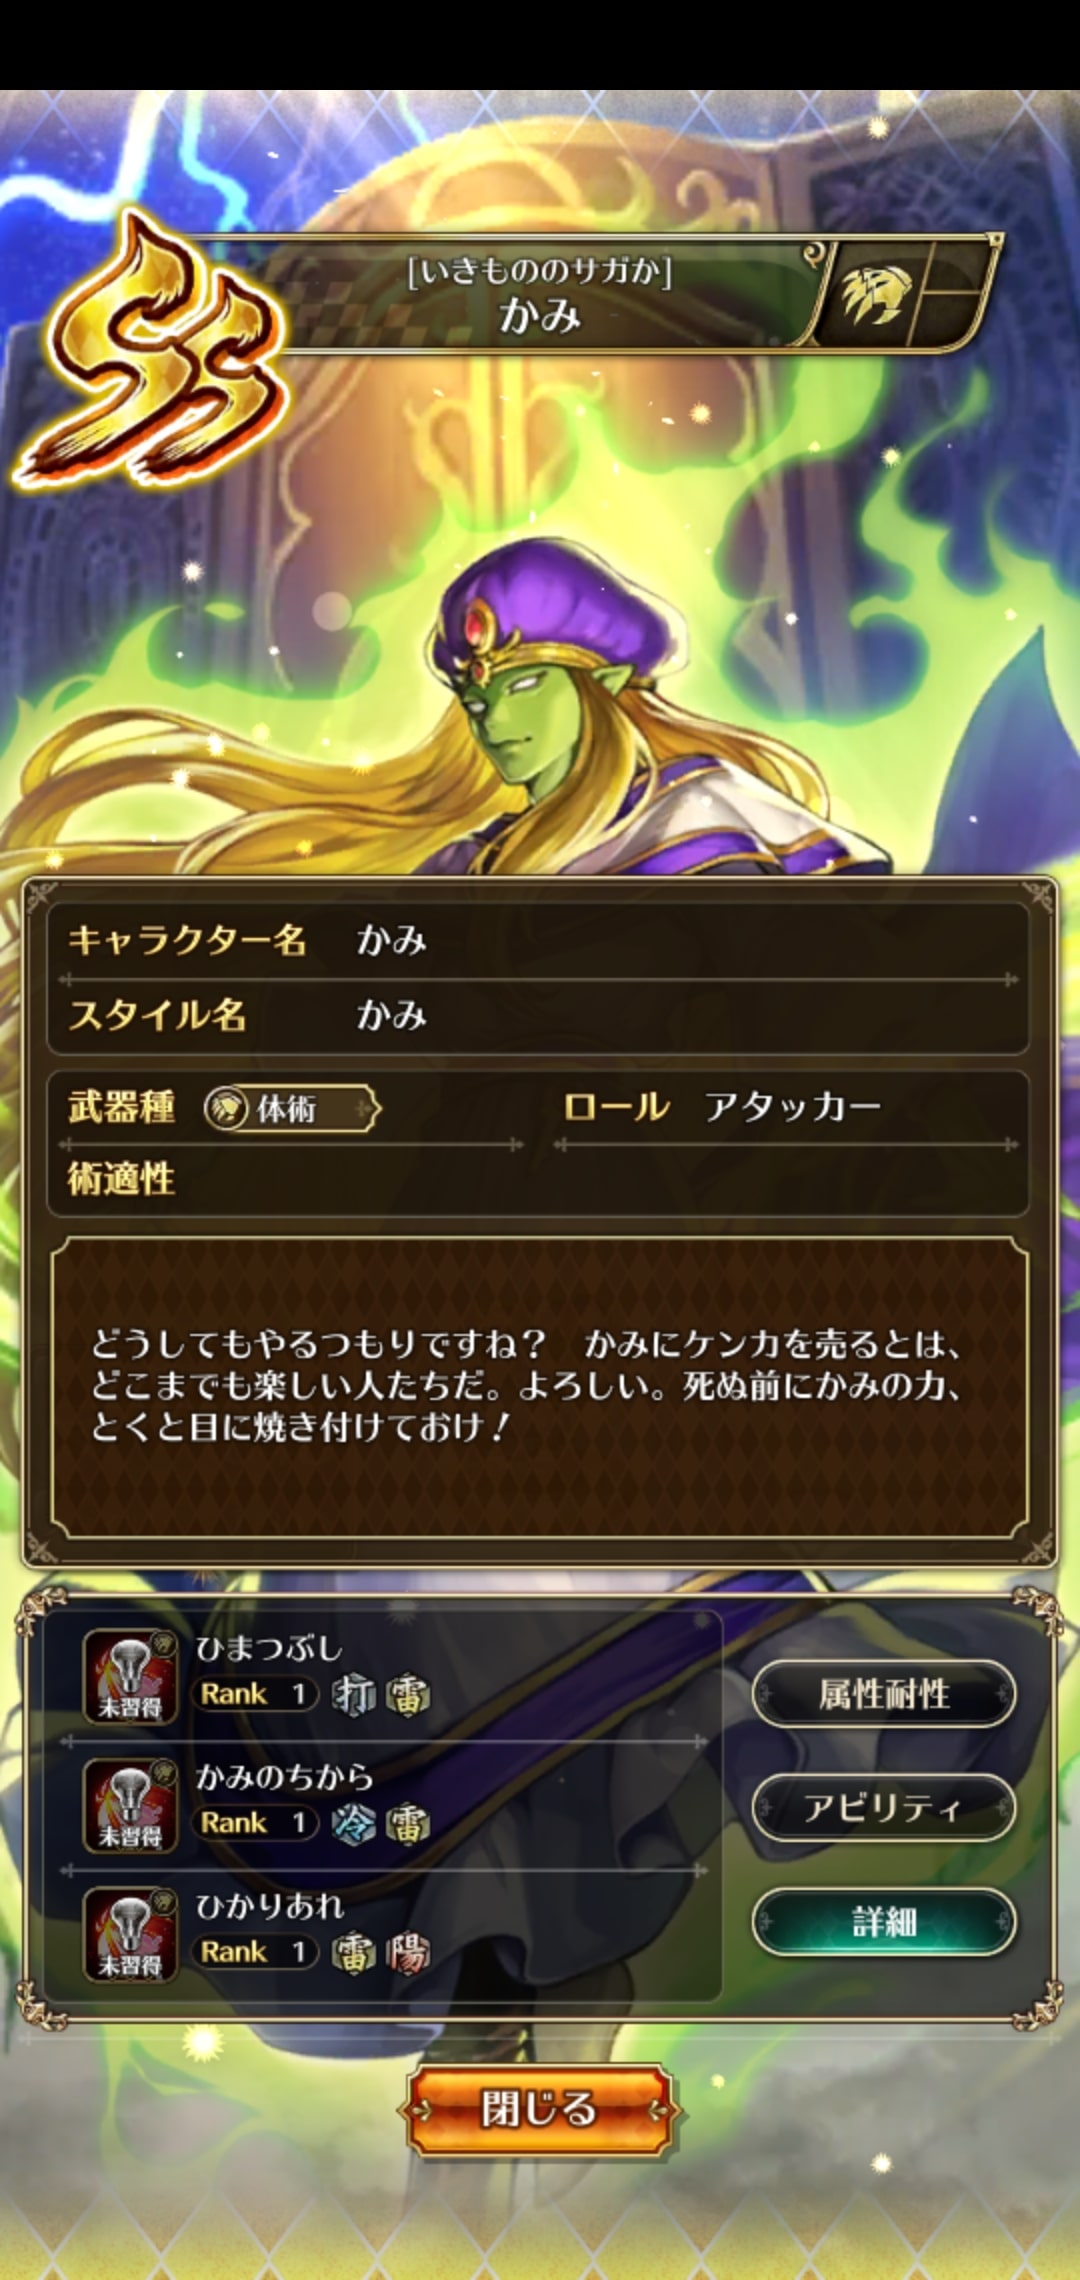 SS
[いきもののサガか]
かみ
キャラクター名 かみ
スタイル名 かみ
武器種 体術 ロール アタッカー
術適性
どうしてもやるつもりですね？ かみにケンカを売るとは、
どこまでも楽しい人たちだ。よろしい。死ぬ前にかみの力、
とくと目に焼き付けておけ！
ひまつぶし
未習得 Rank 1 打 雷
属性耐性
かみのちから
未習得 Rank 1 冷 雷
アビリティ
ひかりあれ
未習得 Rank 1 雷 陽
詳細
閉じる